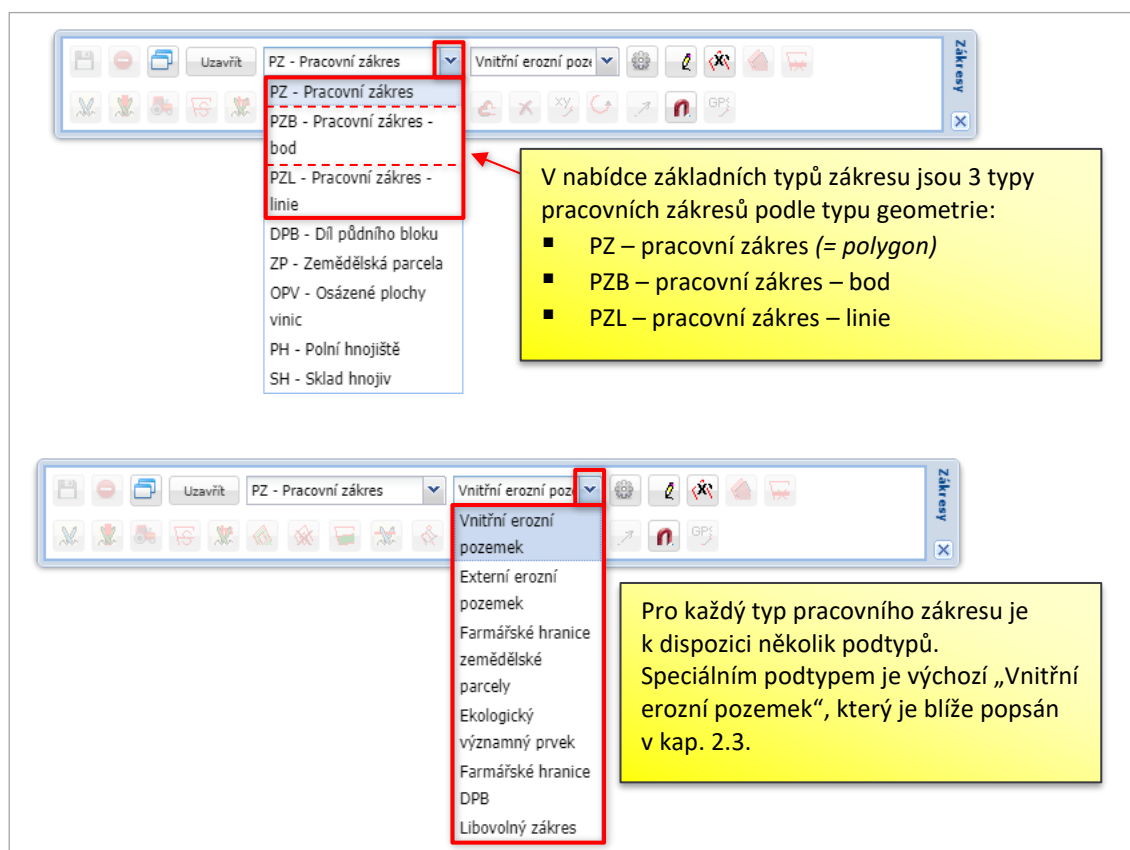 Uzavřít PZ - Pracovní zákres Vnitřní erozní poze
Zákresy
PZ - Pracovní zákres
PZB - Pracovní zákres -
bod
PZL - Pracovní zákres -
linie
DPB - Díl půdního bloku
ZP - Zemědělská parcela
OPV - Osázené plochy
vinic
PH - Polní hnojiště
SH - Sklad hnojiv
XY
GPS
V nabídce základních typů zákresu jsou 3 typy
pracovních zákresů podle typu geometrie:
▪ PZ – pracovní zákres (= polygon)
▪ PZB – pracovní zákres – bod
▪ PZL – pracovní zákres – linie
Uzavřít PZ - Pracovní zákres Vnitřní erozní poz
Zákresy
Vnitřní erozní
pozemek
Externí erozní
pozemek
Farmářské hranice
zemědělské
parcely
Ekologický
významný prvek
Farmářské hranice
DPB
Libovolný zákres
GPS
Pro každý typ pracovního zákresu je
k dispozici několik podtypů.
Speciálním podtypem je výchozí „Vnitřní
erozní pozemek“, který je blíže popsán
v kap. 2.3.